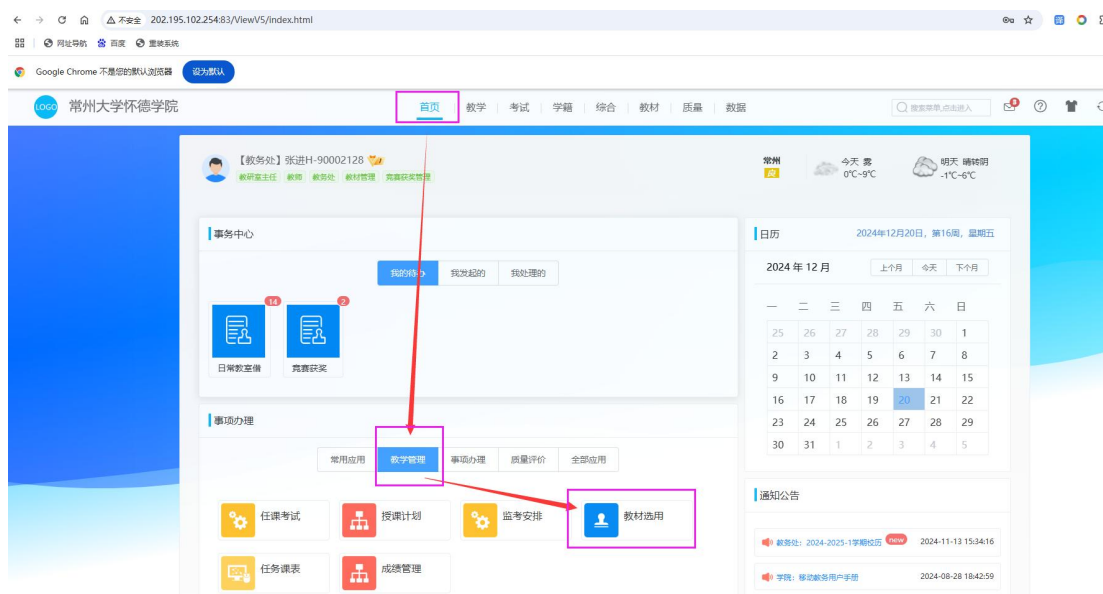 不安全 202.195.102.254:83/ViewV5/index.html
网址导航 百度 重装系统
Google Chrome 不是您的默认浏览器 设为默认
LOGO 常州大学怀德学院 首页 教学 考试 学籍 综合 教材 质量 数据 搜索菜单,点击进入 8
【教务处】张进H-90002128
教研室主任 教师 教务处 教材管理 竞赛获奖管理
常州 良 今天 雾 0℃~9℃ 明天 晴转阴 -1℃~6℃
事务中心
我的待办 我发起的 我处理的
14 2
日常教室借 竞赛获奖
事项办理
常用应用 教学管理 事项办理 质量评价 全部应用
任课考试 授课计划 监考安排 教材选用
任务课表 成绩管理
日历 2024年12月20日, 第16周, 星期五
2024 年 12 月 上个月 今天 下个月
一 二 三 四 五 六 日
25 26 27 28 29 30 1
2 3 4 5 6 7 8
9 10 11 12 13 14 15
16 17 18 19 20 21 22
23 24 25 26 27 28 29
30 31 1 2 3 4 5
通知公告
教务处：2024-2025-1学期校历 new 2024-11-13 15:34:16
学院：移动教务用户手册 2024-08-28 18:42:59